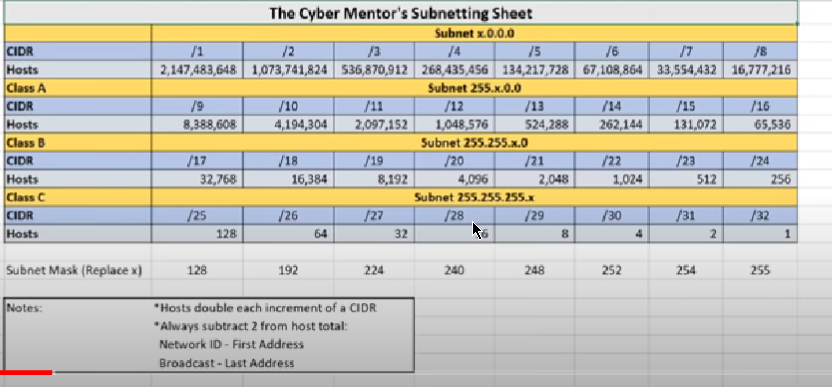 The Cyber Mentor's Subnetting Sheet
Subnet x.0.0.0
CIDR /1 /2 /3 /4 /5 /6 /7 /8
Hosts 2,147,483,648 1,073,741,824 536,870,912 268,435,456 134,217,728 67,108,864 33,554,432 16,777,216
Class A Subnet 255.x.0.0
CIDR /9 /10 /11 /12 /13 /14 /15 /16
Hosts 8,388,608 4,194,304 2,097,152 1,048,576 524,288 262,144 131,072 65,536
Class B Subnet 255.255.x.0
CIDR /17 /18 /19 /20 /21 /22 /23 /24
Hosts 32,768 16,384 8,192 4,096 2,048 1,024 512 256
Class C Subnet 255.255.255.x
CIDR /25 /26 /27 /28 /29 /30 /31 /32
Hosts 128 64 32 8 4 2 1
Subnet Mask (Replace x) 128 192 224 240 248 252 254 255
Notes: *Hosts double each increment of a CIDR
*Always subtract 2 from host total:
Network ID - First Address
Broadcast - Last Address